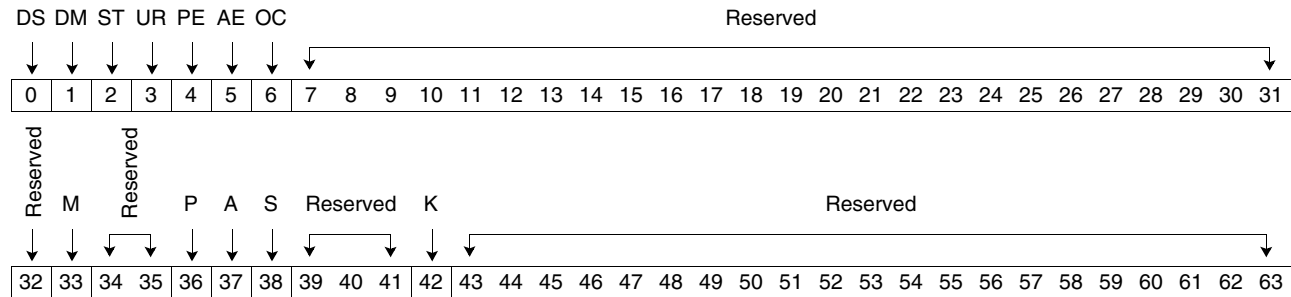 DS DM ST UR PE AE OC Reserved
0 1 2 3 4 5 6 7 8 9 10 11 12 13 14 15 16 17 18 19 20 21 22 23 24 25 26 27 28 29 30 31
Reserved M Reserved P A S Reserved K Reserved
32 33 34 35 36 37 38 39 40 41 42 43 44 45 46 47 48 49 50 51 52 53 54 55 56 57 58 59 60 61 62 63